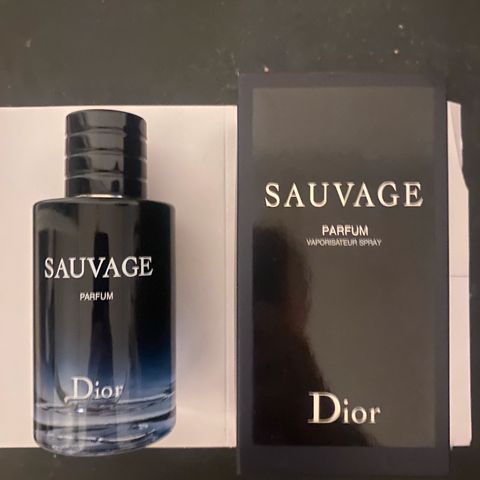 SAUVAGE
PARFUM
Dior
SAUVAGE
PARFUM
VAPORISATEUR SPRAY
Dior